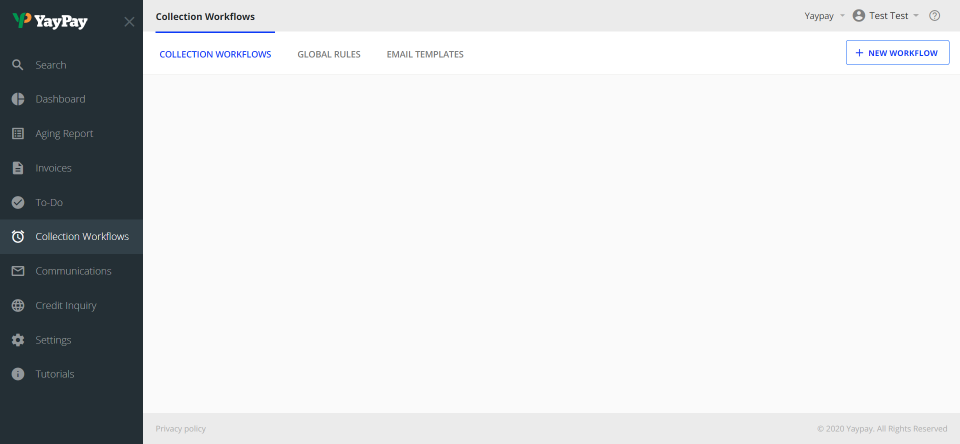 YayPay
Search
Dashboard
Aging Report
Invoices
To-Do
Collection Workflows
Communications
Credit Inquiry
Settings
Tutorials
Collection Workflows
Yaypay
Test Test
COLLECTION WORKFLOWS
GLOBAL RULES
EMAIL TEMPLATES
+ NEW WORKFLOW
Privacy policy
© 2020 Yaypay. All Rights Reserved